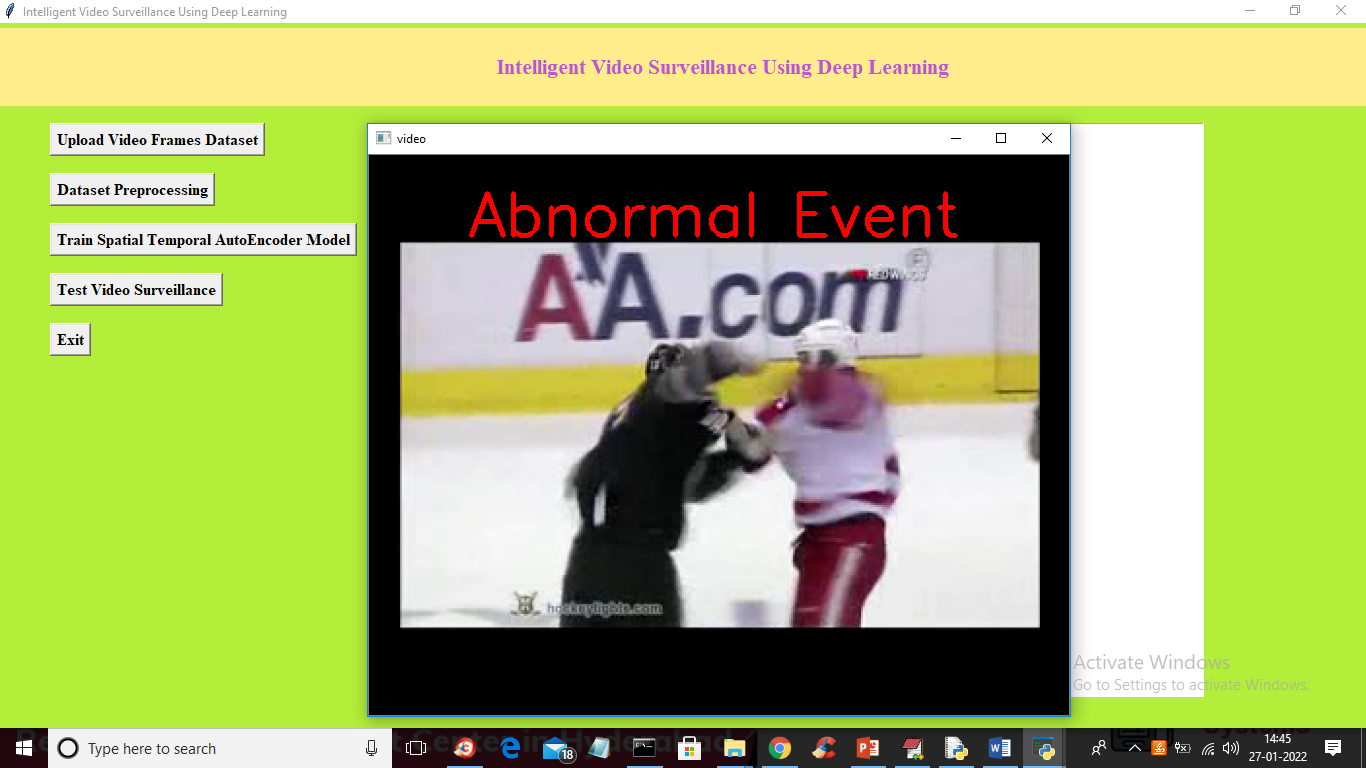 Intelligent Video Surveillance Using Deep Learning
Intelligent Video Surveillance Using Deep Learning
Upload Video Frames Dataset
Dataset Preprocessing
Train Spatial Temporal AutoEncoder Model
Test Video Surveillance
Exit
video
Abnormal Event
AA.com
REDWINGS
hockeyfights.com
Activate Windows
Go to Settings to activate Windows.
Type here to search
18
14:45
27-01-2022